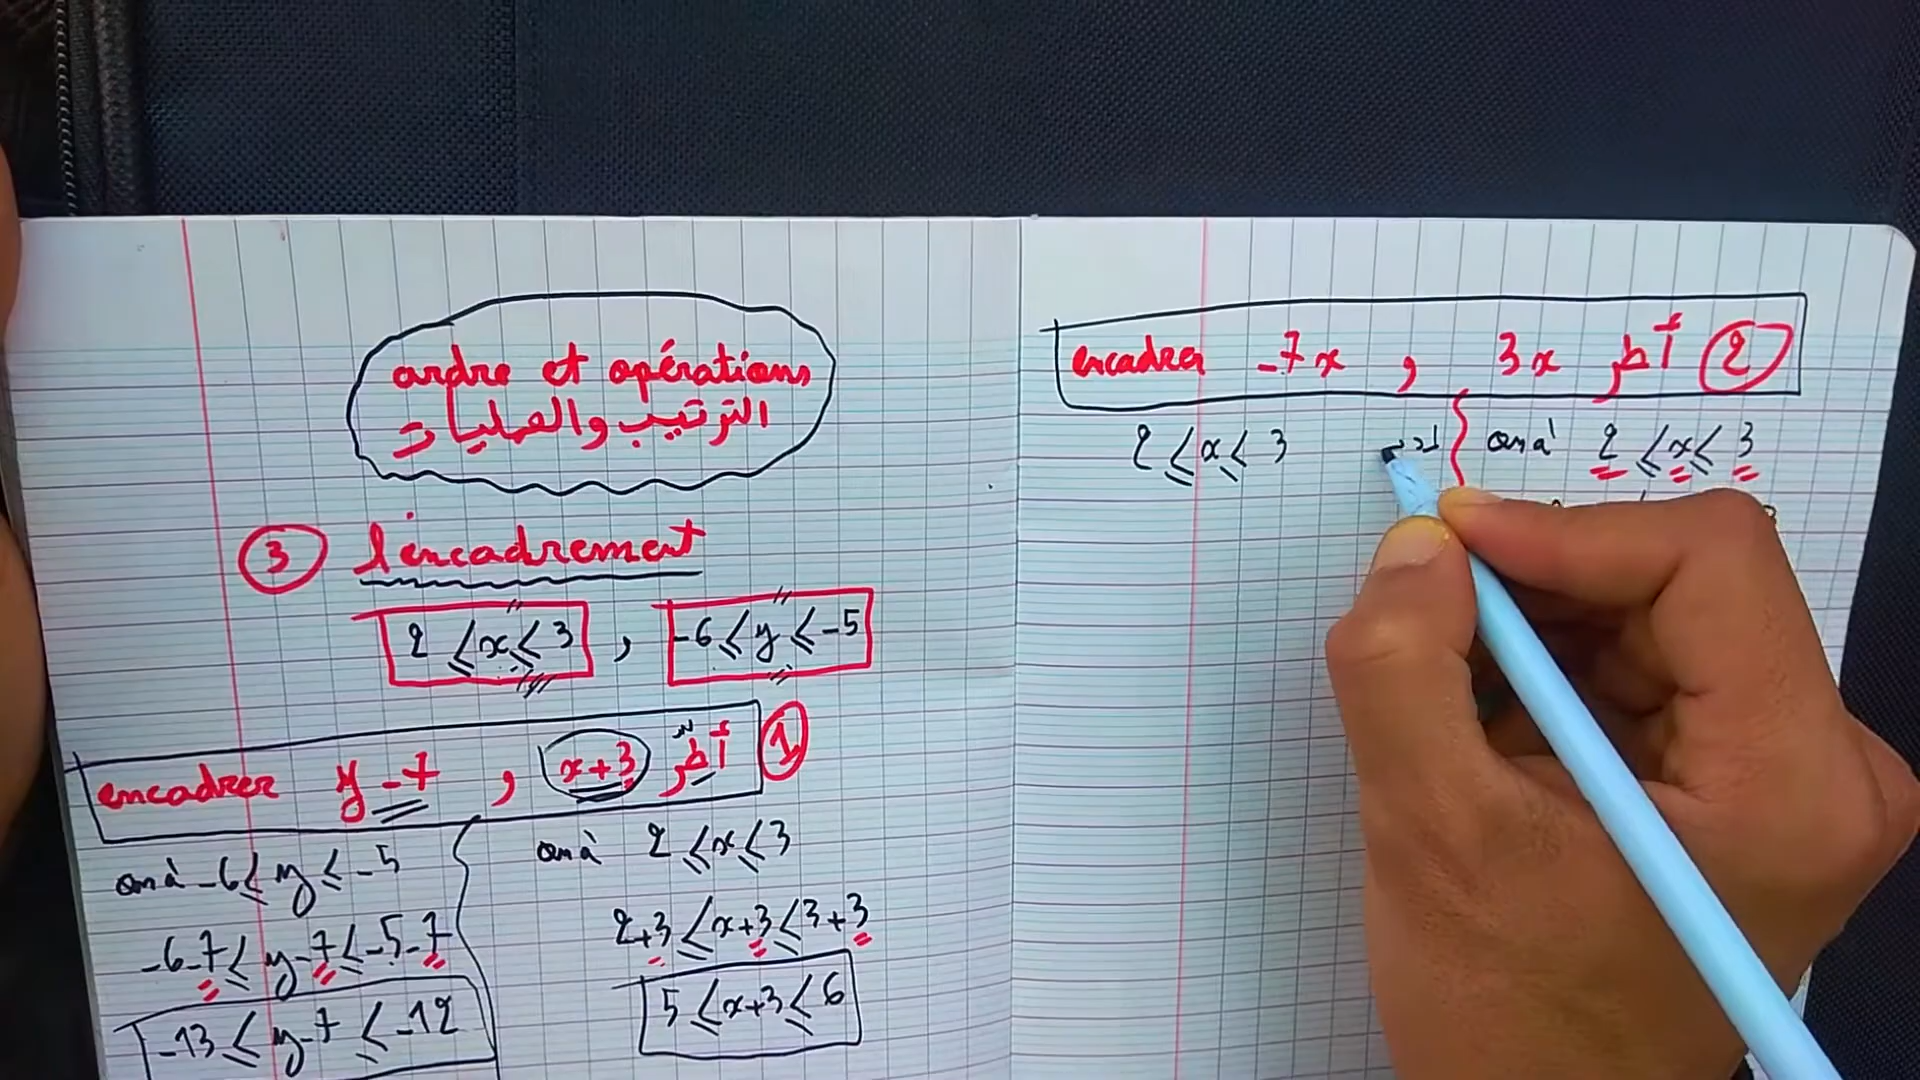 ordre et opérations
الترتيب والعمليات
3 l'encadrement
2 ≤ x ≤ 3 , -6 ≤ y ≤ -5
encadrer y-7 , x+3 أطر 1
on à 2 ≤ x ≤ 3
2+3 ≤ x+3 ≤ 3+3
5 ≤ x+3 ≤ 6
on à -6 ≤ y ≤ -5
-6-7 ≤ y-7 ≤ -5-7
-13 ≤ y-7 ≤ -12
encadrer -7x , 3x أطر 2
on à 2 ≤ x ≤ 3
2 ≤ x ≤ 3